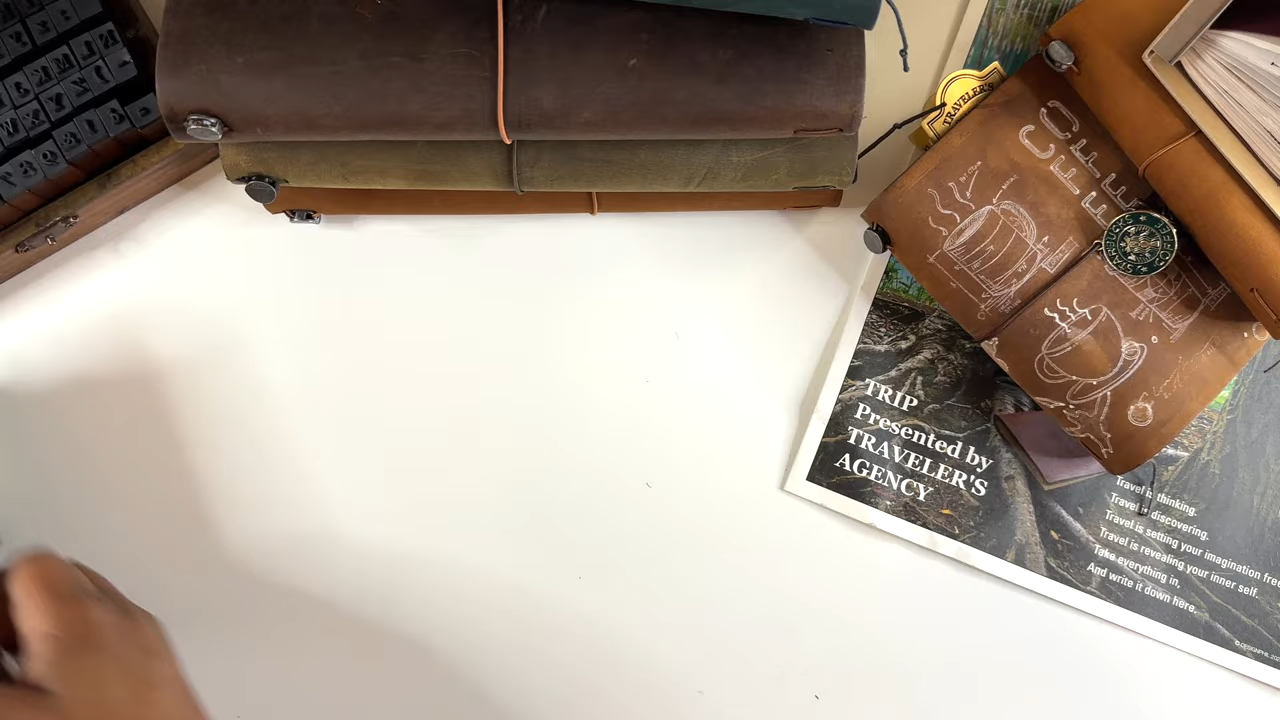 TRAVELER'S
COFFEE
STARBUCKS
COFFEE
TRIP
Presented by
TRAVELER'S
AGENCY
Travel is thinking.
Travel is discovering.
Travel is setting your imagination free
Travel is revealing your inner self.
Take everything in,
And write it down here.